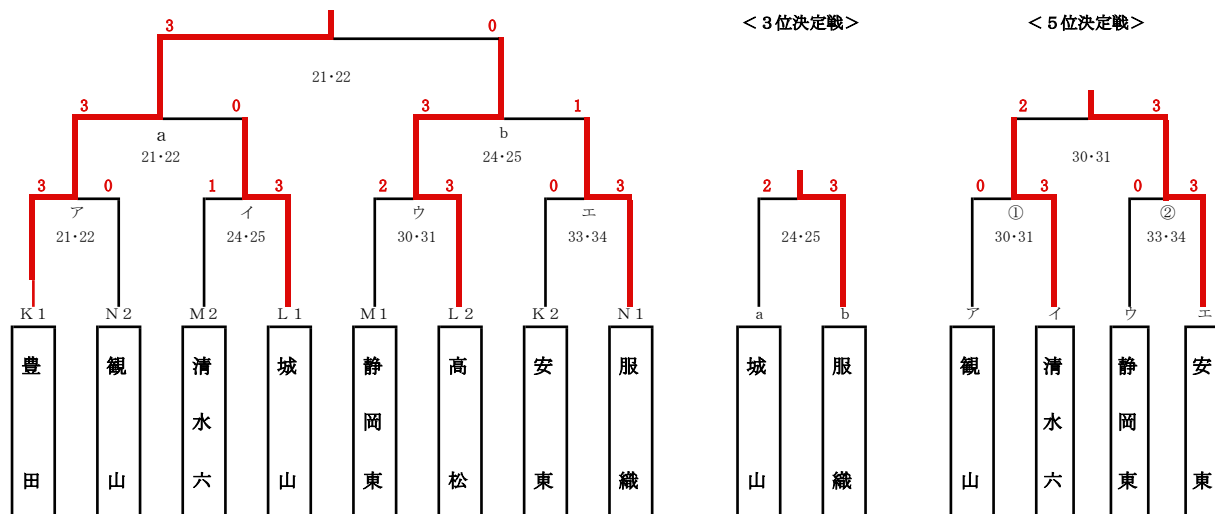 3 0 <3位決定戦> <5位決定戦>
21・22
3 0 3 1 2 3
a b
21・22 24・25 30・31
3 0 1 3 2 3 0 3 2 3 0 3 0 3
ア イ ウ エ ① ②
21・22 24・25 30・31 33・34 24・25 30・31 33・34
K1 N2 M2 L1 M1 L2 K2 N1 a b ア イ ウ エ
豊田 観山 清水六 城山 静岡東 高松 安東 服織 城山 服織 観山 清水六 静岡東 安東